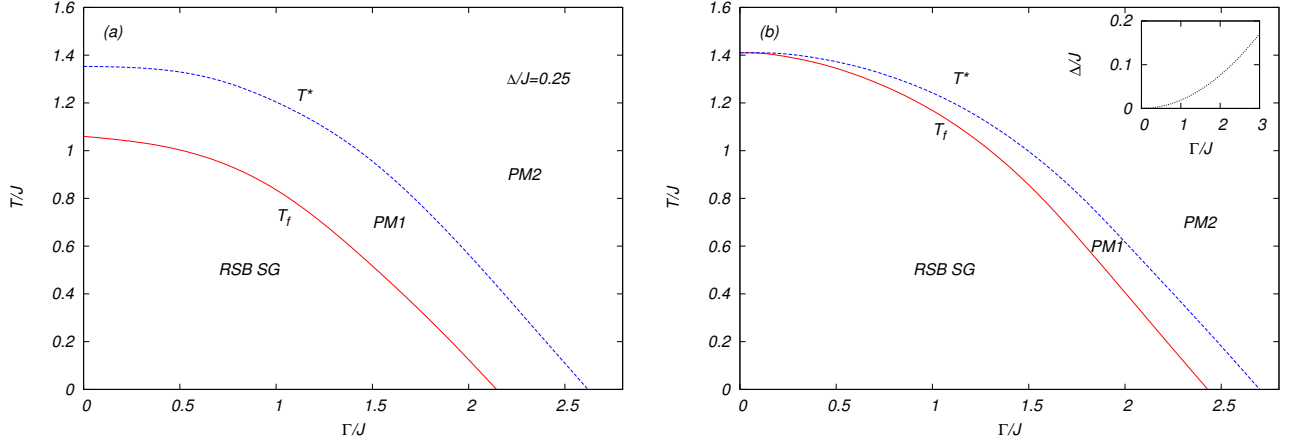 (a)
1.6
1.4
1.2
1
0.8
0.6
0.4
0.2
0
T/J
Δ/J=0.25
T*
PM2
T_f
PM1
RSB SG
0 0.5 1 1.5 2 2.5
Γ/J
(b)
1.6
1.4
1.2
1
0.8
0.6
0.4
0.2
0
T/J
0.2
0.1
0
Δ/J
0 1 2 3
Γ/J
T*
T_f
PM2
PM1
RSB SG
0 0.5 1 1.5 2 2.5
Γ/J